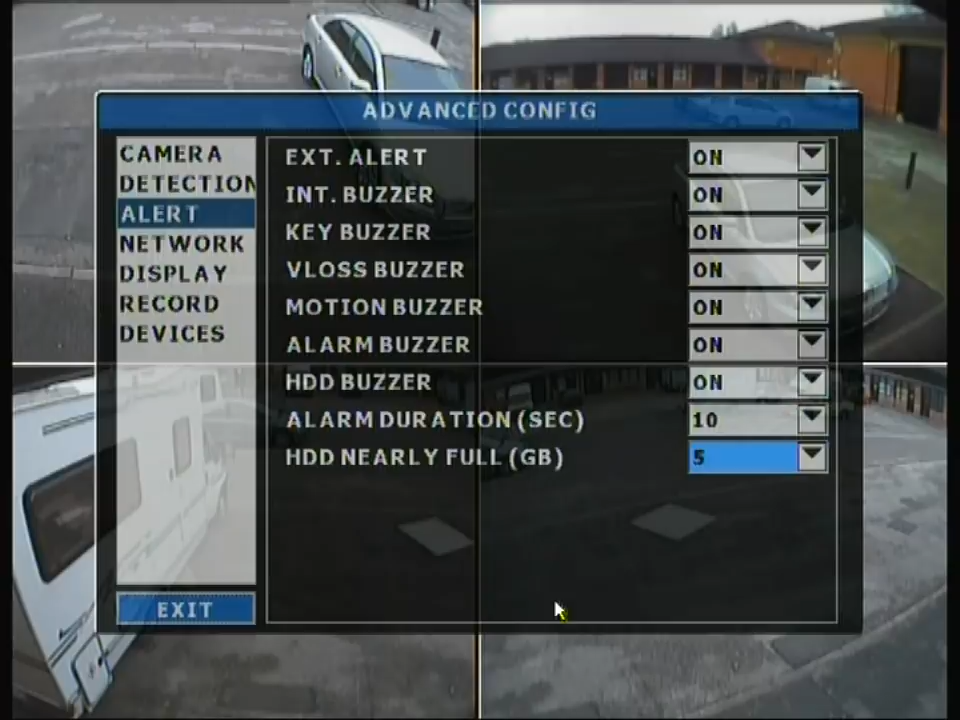 ADVANCED CONFIG
CAMERA
DETECTION
ALERT
NETWORK
DISPLAY
RECORD
DEVICES
EXIT
EXT. ALERT ON
INT. BUZZER ON
KEY BUZZER ON
VLOSS BUZZER ON
MOTION BUZZER ON
ALARM BUZZER ON
HDD BUZZER ON
ALARM DURATION (SEC) 10
HDD NEARLY FULL (GB) 5